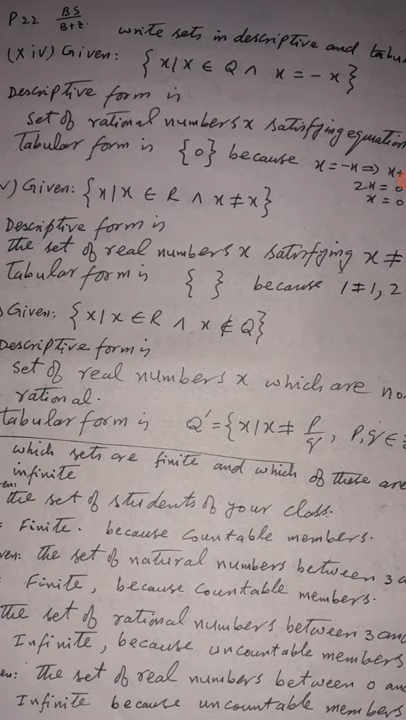 P 22 BS
B+2.
write sets in descriptive and tabu
(xiv) Given: {x|x ∈ Q ∧ x = -x}
Descriptive form is
set of rational numbers x satisfying equation
Tabular form is {0} because x = -x ⇒ x+
2x = 0
x = 0
v) Given: {x|x ∈ R ∧ x ≠ x}
Descriptive form is
the set of real numbers x satisfying x ≠
Tabular form is { } because 1 ≠ 1, 2
Given: {x|x ∈ R ∧ x ∉ Q}
Descriptive form is
set of real numbers x which are no
rational.
tabular form is Q' = {x|x ≠ p/q, p,q ∈
which sets are finite and which of these are
infinite
the set of students of your class.
: Finite. because countable members.
ven: the set of natural numbers between 3 a
: Finite, because countable members.
the set of rational numbers between 3 and
Infinite, because uncountable members
en: the set of real numbers between 0 and
Infinite because uncountable members